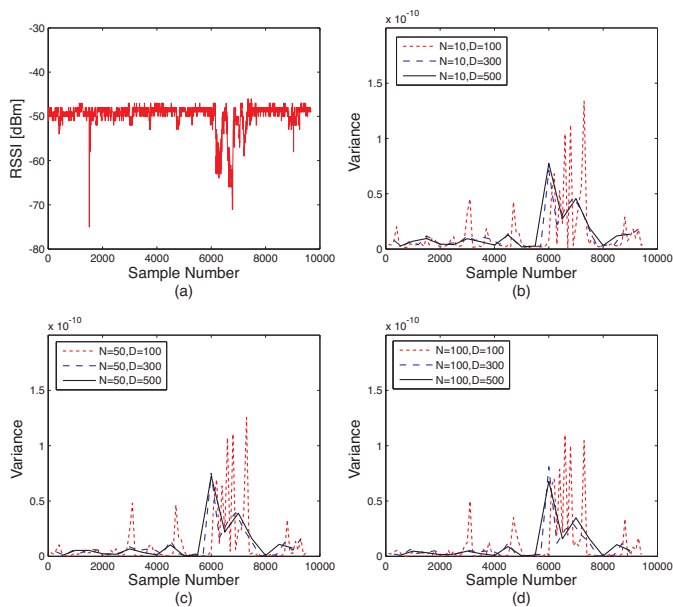 -30
-40
-50
-60
-70
-80
RSSI [dBm]
0 2000 4000 6000 8000 10000
Sample Number
(a)
x 10^-10
1.5
1
0.5
0
Variance
N=10,D=100
N=10,D=300
N=10,D=500
0 2000 4000 6000 8000 10000
Sample Number
(b)
x 10^-10
1.5
1
0.5
0
Variance
N=50,D=100
N=50,D=300
N=50,D=500
0 2000 4000 6000 8000 10000
Sample Number
(c)
x 10^-10
1.5
1
0.5
0
Variance
N=100,D=100
N=100,D=300
N=100,D=500
0 2000 4000 6000 8000 10000
Sample Number
(d)